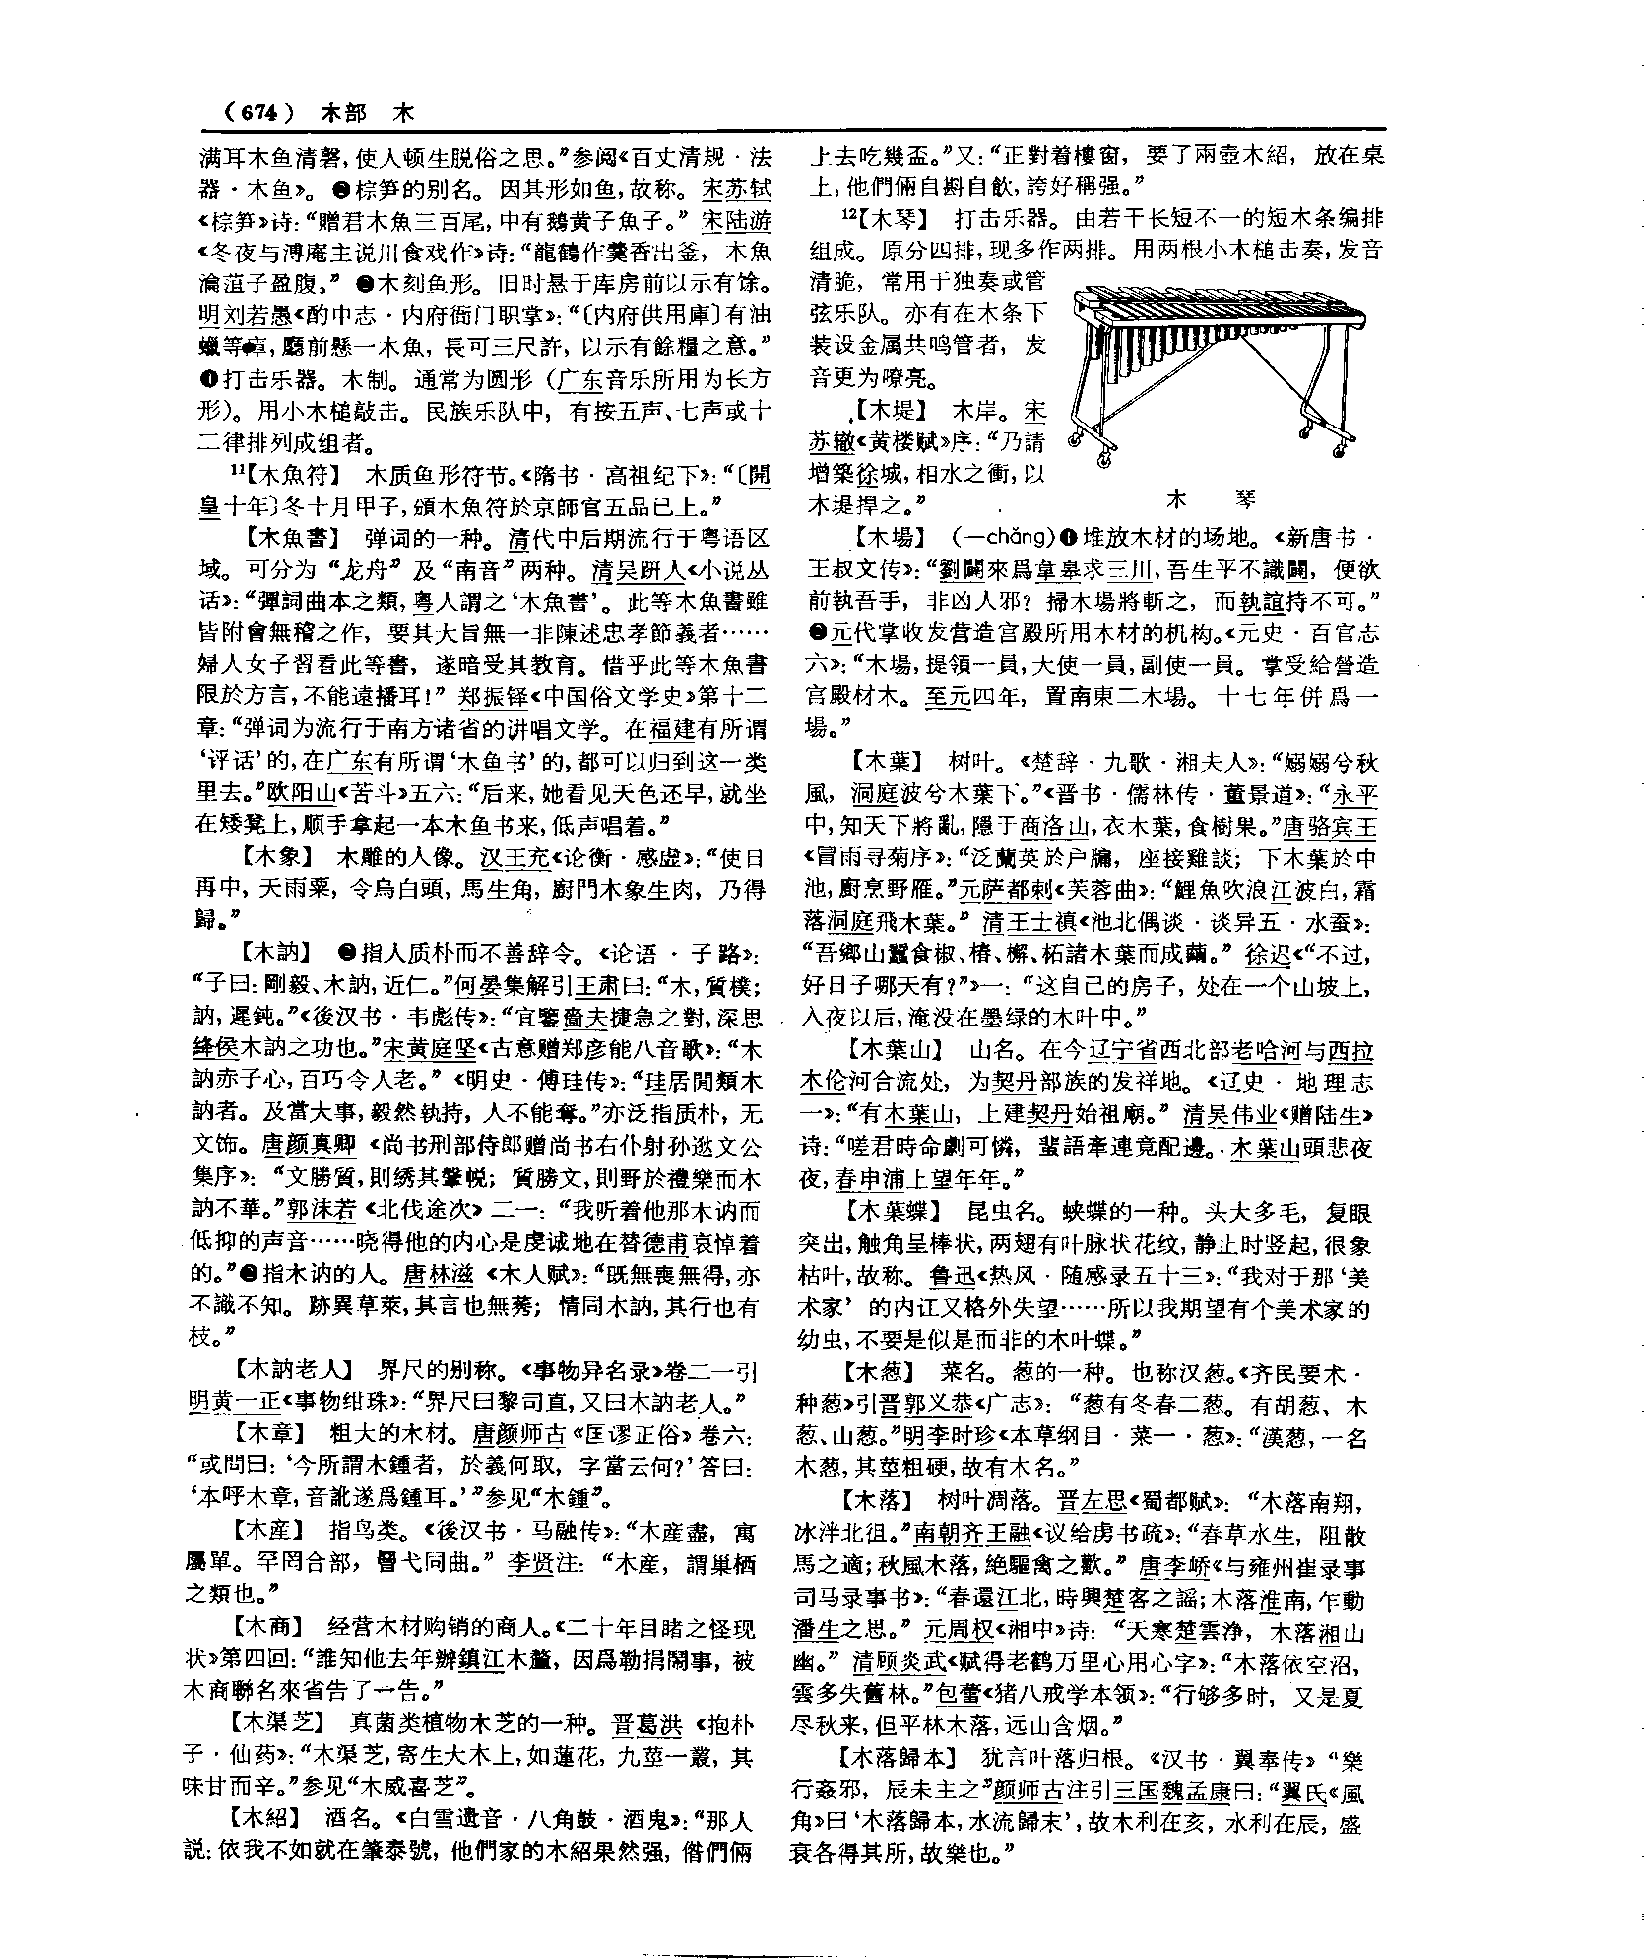 （674） 木部 木
满耳木鱼清磬，使人顿生脱俗之思。”参阅《百丈清规·法
器·木鱼》。❷棕笋的别名。因其形如鱼，故称。宋苏轼
《棕笋》诗：“赠君木魚三百尾，中有鵝黄子魚子。”宋陆游
《冬夜与溥庵主说川食戏作》诗：“龍鶴作羹香出釜，木魚
瀹菹子盈腹。”❸木刻鱼形。旧时悬于库房前以示有馀。
明刘若愚《酌中志·内府衙门职掌》：“〔内府供用庫〕有油
蠟等庫，廳前懸一木魚，長可三尺許，以示有餘糧之意。”
❹打击乐器。木制。通常为圆形（广东音乐所用为长方
形）。用小木槌敲击。民族乐队中，有按五声、七声或十
二律排列成组者。
11【木魚符】 木质鱼形符节。《隋书·高祖纪下》：“〔開
皇十年〕冬十月甲子，頒木魚符於京師官五品已上。”
【木魚書】 弹词的一种。清代中后期流行于粤语区
域。可分为“龙舟”及“南音”两种。清吴趼人《小说丛
话》：“彈詞曲本之類，粤人謂之‘木魚書’。此等木魚書雖
皆附會無稽之作，要其大旨無一非陳述忠孝節義者……
婦人女子習看此等書，遂暗受其教育。惜乎此等木魚書
限於方言，不能遠播耳！”郑振铎《中国俗文学史》第十二
章：“弹词为流行于南方诸省的讲唱文学。在福建有所谓
‘评话’的，在广东有所谓‘木鱼书’的，都可以归到这一类
里去。”欧阳山《苦斗》五六：“后来，她看见天色还早，就坐
在矮凳上，顺手拿起一本木鱼书来，低声唱着。”
【木象】 木雕的人像。汉王充《论衡·感虚》：“使日
再中，天雨粟，令烏白頭，馬生角，廚門木象生肉，乃得
歸。”
【木訥】 ❶指人质朴而不善辞令。《论语·子路》：
“子曰：剛毅、木訥，近仁。”何晏集解引王肃曰：“木，質樸；
訥，遲鈍。”《後汉书·韦彪传》：“宜鑒嗇夫捷急之對，深思
絳侯木訥之功也。”宋黄庭坚《古意赠郑彦能八音歌》：“木
訥赤子心，百巧令人老。”《明史·傅珪传》：“珪居閒類木
訥者。及當大事，毅然執持，人不能奪。”亦泛指质朴，无
文饰。唐颜真卿《尚书刑部侍郎赠尚书右仆射孙逖文公
集序》：“文勝質，則绣其鞶帨；質勝文，則野於禮樂而木
訥不華。”郭沫若《北伐途次》二一：“我听着他那木讷而
低抑的声音……晓得他的内心是虔诚地在替德甫哀悼着
的。”❷指木讷的人。唐林滋《木人赋》：“既無喪無得，亦
不識不知。跡異草萊，其言也無莠；情同木訥，其行也有
枝。”
【木訥老人】 界尺的别称。《事物异名录》卷二一引
明黄一正《事物绀珠》：“界尺曰黎司直，又曰木訥老人。”
【木章】 粗大的木材。唐颜师古《匡谬正俗》卷六：
“或問曰：‘今所謂木鍾者，於義何取，字當云何？’答曰：
‘本呼木章，音訛遂爲鍾耳。’”参见“木鍾”。
【木産】 指鸟类。《後汉书·马融传》：“木産盡，寓
屬單。罕罔合部，罾弋同曲。”李贤注：“木産，謂巢栖
之類也。”
【木商】 经营木材购销的商人。《二十年目睹之怪现
状》第四回：“誰知他去年辦鎮江木釐，因爲勒捐鬧事，被
木商聯名來省告了一告。”
【木渠芝】 真菌类植物木芝的一种。晋葛洪《抱朴
子·仙药》：“木渠芝，寄生大木上，如蓮花，九莖一叢，其
味甘而辛。”参见“木威喜芝”。
【木紹】 酒名。《白雪遗音·八角鼓·酒鬼》：“那人
説：依我不如就在肇泰號，他們家的木紹果然强，偺們倆
上去吃幾盃。”又：“正對着樓窗，要了兩壺木紹，放在桌
上，他們倆自斟自飲，誇好稱强。”
12【木琴】 打击乐器。由若干长短不一的短木条编排
组成。原分四排，现多作两排。用两根小木槌击奏，发音
清脆，常用于独奏或管
弦乐队。亦有在木条下
装设金属共鸣管者，发
音更为嘹亮。
【木堤】 木岸。宋
苏辙《黄楼赋》序：“乃請
增築徐城，相水之衝，以
木堤捍之。”
木 琴
【木場】 （—chǎng）❶堆放木材的场地。《新唐书·
王叔文传》：“劉闢來爲韋皋求三川，吾生平不識闢，便欲
前執吾手，非凶人邪？掃木場將斬之，而執誼持不可。”
❷元代掌收发营造宫殿所用木材的机构。《元史·百官志
六》：“木場，提領一員，大使一員，副使一員。掌受給營造
宫殿材木。至元四年，置南東二木場。十七年併爲一
場。”
【木葉】 树叶。《楚辞·九歌·湘夫人》：“嫋嫋兮秋
風，洞庭波兮木葉下。”《晋书·儒林传·董景道》：“永平
中，知天下將亂，隱于商洛山，衣木葉，食樹果。”唐骆宾王
《冒雨寻菊序》：“泛蘭英於户牖，座接雞談；下木葉於中
池，廚烹野雁。”元萨都剌《芙蓉曲》：“鯉魚吹浪江波白，霜
落洞庭飛木葉。”清王士禛《池北偶谈·谈异五·水蚕》：
“吾鄉山蠶食椒、椿、槲、柘諸木葉而成繭。”徐迟《“不过，
好日子哪天有？”》一：“这自己的房子，处在一个山坡上，
入夜以后，淹没在墨绿的木叶中。”
【木葉山】 山名。在今辽宁省西北部老哈河与西拉
木伦河合流处，为契丹部族的发祥地。《辽史·地理志
一》：“有木葉山，上建契丹始祖廟。”清吴伟业《赠陆生》
诗：“嗟君時命劇可憐，蜚語牽連竟配邊。木葉山頭悲夜
夜，春申浦上望年年。”
【木葉蝶】 昆虫名。蛱蝶的一种。头大多毛，复眼
突出，触角呈棒状，两翅有叶脉状花纹，静止时竖起，很象
枯叶，故称。鲁迅《热风·随感录五十三》：“我对于那‘美
术家’的内讧又格外失望……所以我期望有个美术家的
幼虫，不要是似是而非的木叶蝶。”
【木葱】 菜名。葱的一种。也称汉葱。《齐民要术·
种葱》引晋郭义恭《广志》：“葱有冬春二葱。有胡葱、木
葱、山葱。”明李时珍《本草纲目·菜一·葱》：“漢葱，一名
木葱，其莖粗硬，故有木名。”
【木落】 树叶凋落。晋左思《蜀都赋》：“木落南翔，
冰泮北徂。”南朝齐王融《议给虏书疏》：“春草水生，阻散
馬之適；秋風木落，絶驅禽之歡。”唐李峤《与雍州崔录事
司马录事书》：“春還江北，時興楚客之謡；木落淮南，乍動
潘生之思。”元周权《湘中》诗：“天寒楚雲净，木落湘山
幽。”清顾炎武《赋得老鹤万里心用心字》：“木落依空沼，
雲多失舊林。”包蕾《猪八戒学本领》：“行够多时，又是夏
尽秋来，但平林木落，远山含烟。”
【木落歸本】 犹言叶落归根。《汉书·翼奉传》“樂
行姦邪，辰未主之”颜师古注引三国魏孟康曰：“翼氏《風
角》曰‘木落歸本，水流歸末’，故木利在亥，水利在辰，盛
衰各得其所，故樂也。”